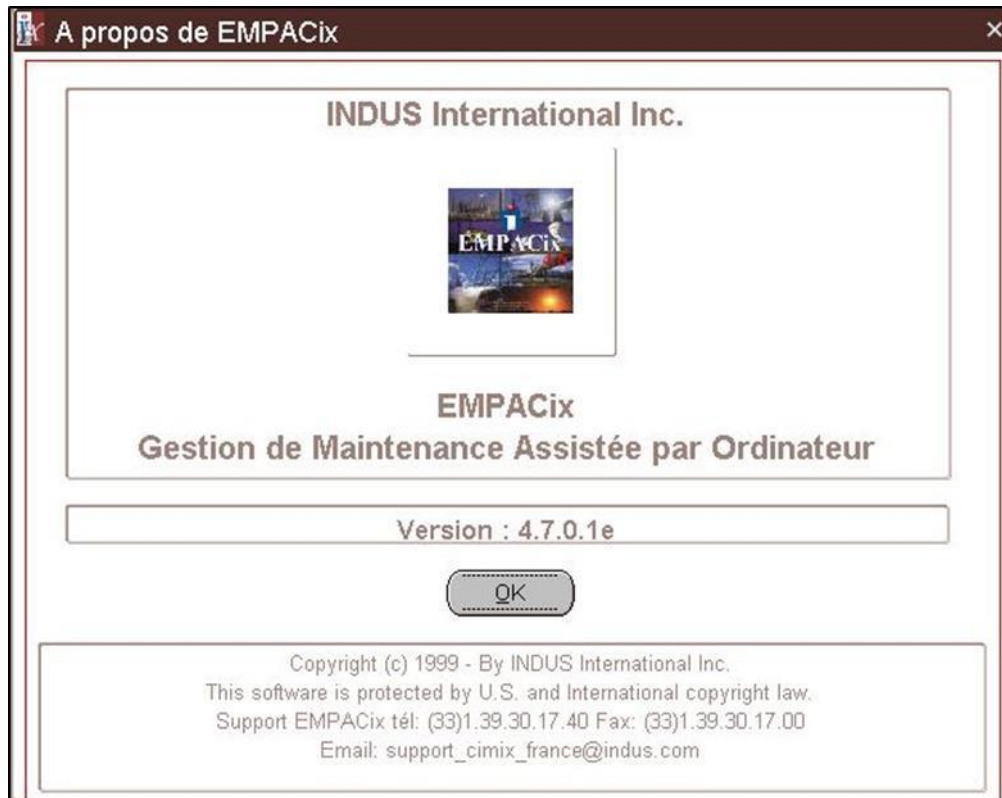 A propos de EMPACix
INDUS International Inc.
EMPACix
EMPACix
Gestion de Maintenance Assistée par Ordinateur
Version : 4.7.0.1e
OK
Copyright (c) 1999 - By INDUS International Inc.
This software is protected by U.S. and International copyright law.
Support EMPACix tél: (33)1.39.30.17.40 Fax: (33)1.39.30.17.00
Email: support_cimix_france@indus.com